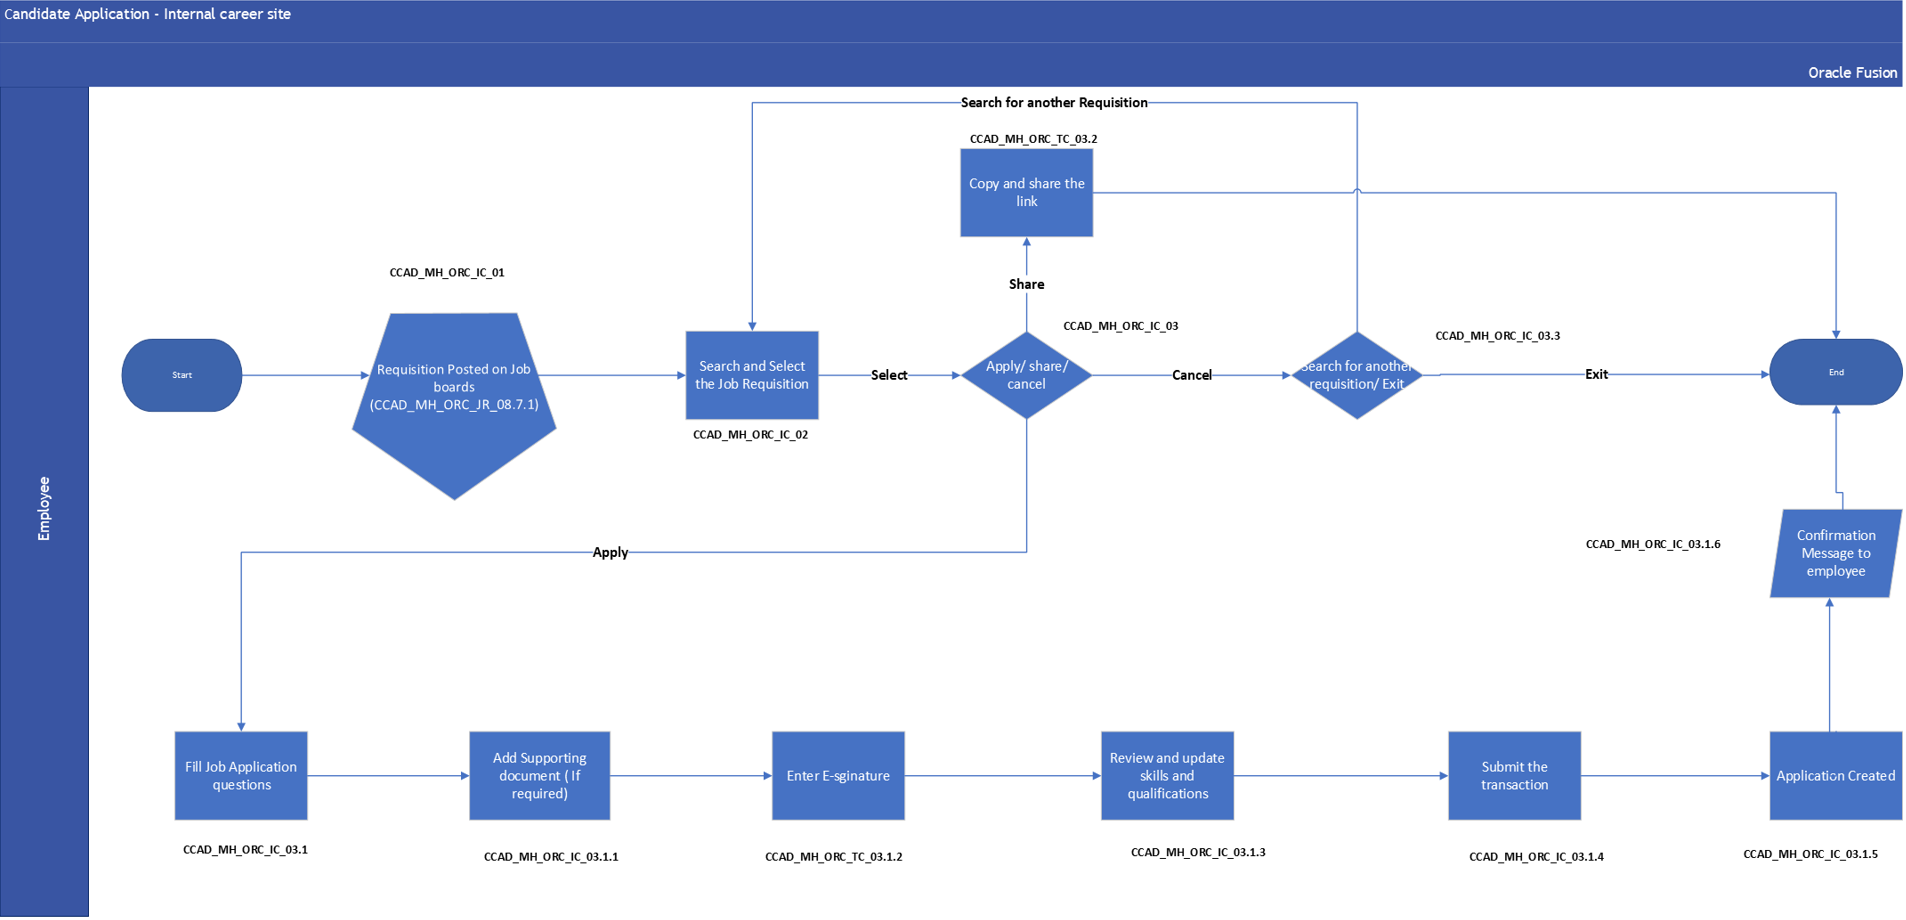 Candidate Application - Internal career site
Oracle Fusion
Employee
Search for another Requisition
CCAD_MH_ORC_TC_03.2
Copy and share the
link
Share
CCAD_MH_ORC_IC_01
Start
Requisition Posted on Job
boards
(CCAD_MH_ORC_JR_08.7.1)
Search and Select
the Job Requisition
CCAD_MH_ORC_IC_02
Select
CCAD_MH_ORC_IC_03
Apply/ share/
cancel
Cancel
CCAD_MH_ORC_IC_03.3
Search for another
requisition/ Exit
Exit
End
Apply
CCAD_MH_ORC_IC_03.1.6
Confirmation
Message to
employee
Fill Job Application
questions
CCAD_MH_ORC_IC_03.1
Add Supporting
document ( If
required)
CCAD_MH_ORC_IC_03.1.1
Enter E-sginature
CCAD_MH_ORC_TC_03.1.2
Review and update
skills and
qualifications
CCAD_MH_ORC_IC_03.1.3
Submit the
transaction
CCAD_MH_ORC_IC_03.1.4
Application Created
CCAD_MH_ORC_IC_03.1.5